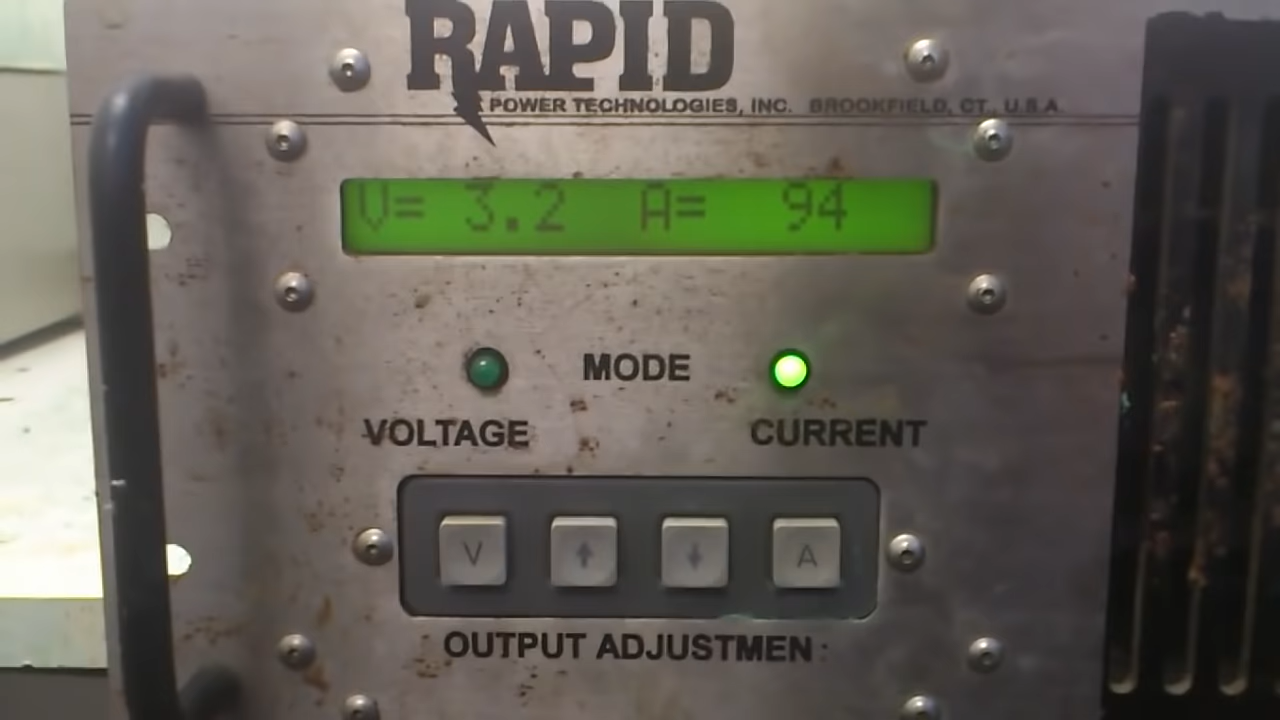 RAPID
POWER TECHNOLOGIES, INC. BROOKFIELD, CT., U.S.A
V= 3.2 A= 94
MODE
VOLTAGE CURRENT
V A
OUTPUT ADJUSTMEN